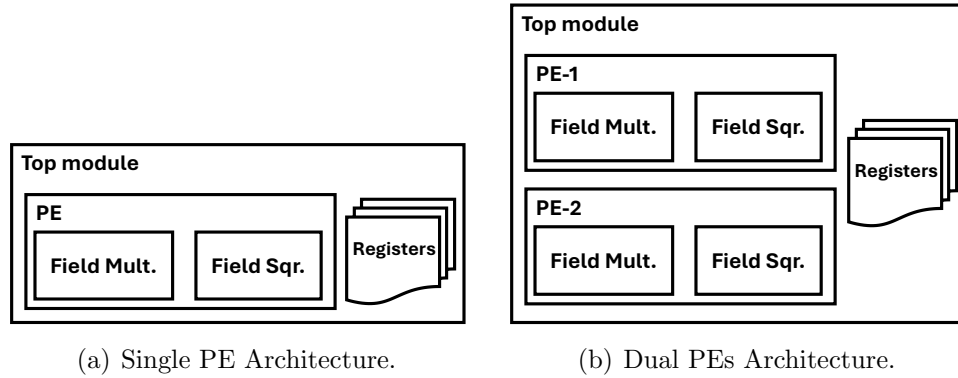 Top module
PE
Field Mult.
Field Sqr.
Registers
(a) Single PE Architecture.
Top module
PE-1
Field Mult.
Field Sqr.
Registers
PE-2
Field Mult.
Field Sqr.
(b) Dual PEs Architecture.